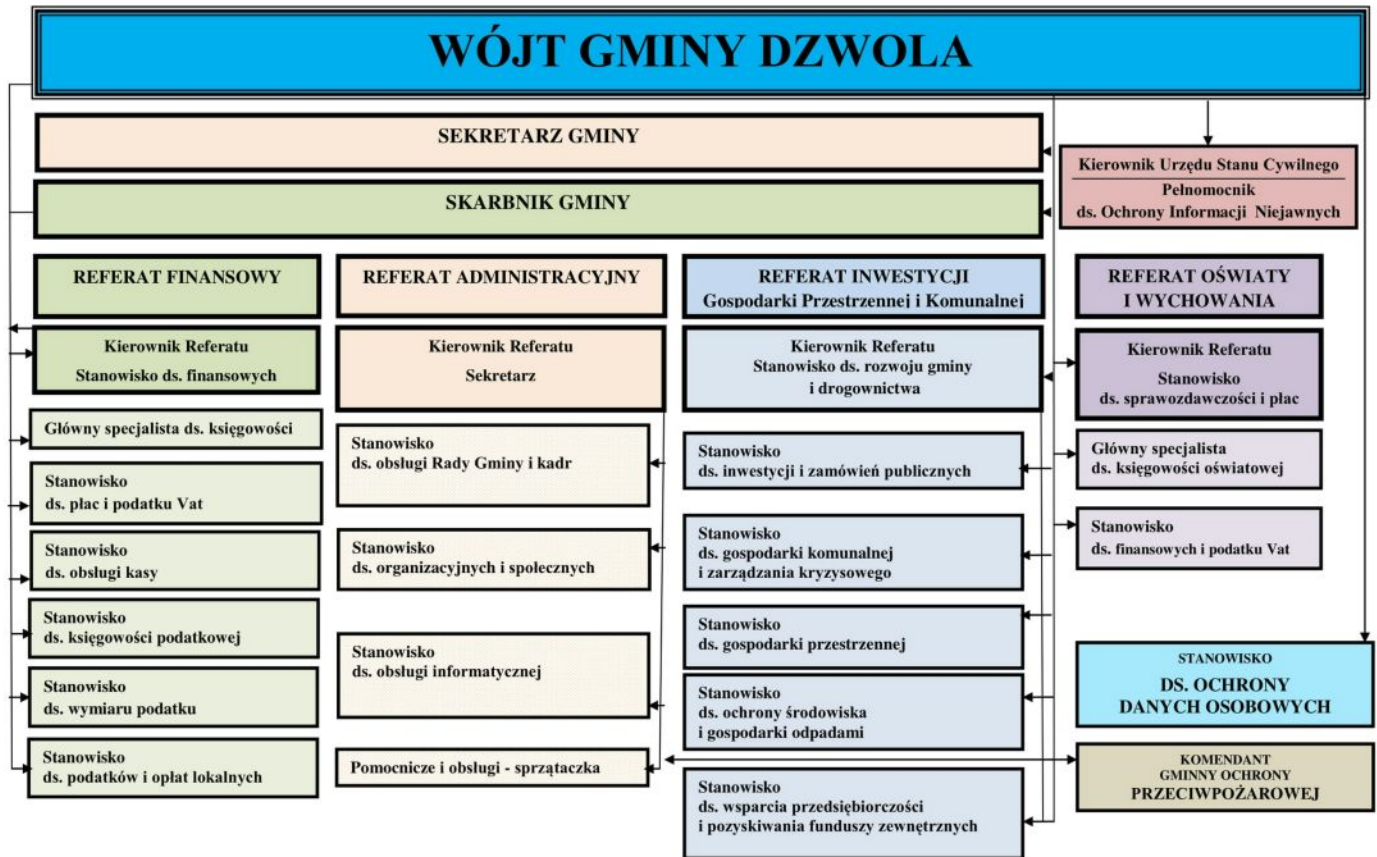 WÓJT GMINY DZWOLA
SEKRETARZ GMINY
SKARBNIK GMINY
Kierownik Urzędu Stanu Cywilnego
Pełnomocnik
ds. Ochrony Informacji Niejawnych
REFERAT FINANSOWY
Kierownik Referatu
Stanowisko ds. finansowych
Główny specjalista ds. księgowości
Stanowisko
ds. płac i podatku Vat
Stanowisko
ds. obsługi kasy
Stanowisko
ds. księgowości podatkowej
Stanowisko
ds. wymiaru podatku
Stanowisko
ds. podatków i opłat lokalnych
REFERAT ADMINISTRACYJNY
Kierownik Referatu
Sekretarz
Stanowisko
ds. obsługi Rady Gminy i kadr
Stanowisko
ds. organizacyjnych i społecznych
Stanowisko
ds. obsługi informatycznej
Pomocnicze i obsługi - sprzątaczka
REFERAT INWESTYCJI
Gospodarki Przestrzennej i Komunalnej
Kierownik Referatu
Stanowisko ds. rozwoju gminy
i drogownictwa
Stanowisko
ds. inwestycji i zamówień publicznych
Stanowisko
ds. gospodarki komunalnej
i zarządzania kryzysowego
Stanowisko
ds. gospodarki przestrzennej
Stanowisko
ds. ochrony środowiska
i gospodarki odpadami
Stanowisko
ds. wsparcia przedsiębiorczości
i pozyskiwania funduszy zewnętrznych
REFERAT OŚWIATY
I WYCHOWANIA
Kierownik Referatu
Stanowisko
ds. sprawozdawczości i płac
Główny specjalista
ds. księgowości oświatowej
Stanowisko
ds. finansowych i podatku Vat
STANOWISKO
DS. OCHRONY
DANYCH OSOBOWYCH
KOMENDANT
GMINNY OCHRONY
PRZECIWPOŻAROWEJ